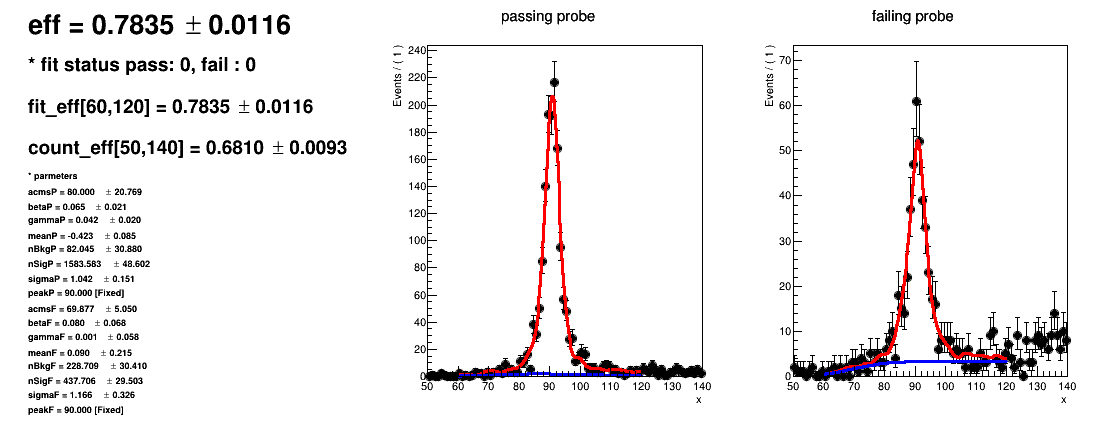 eff = 0.7835 ± 0.0116
* fit status pass: 0, fail : 0
fit_eff[60,120] = 0.7835 ± 0.0116
count_eff[50,140] = 0.6810 ± 0.0093
* parmeters
acmsP = 80.000 ± 20.769
betaP = 0.065 ± 0.021
gammaP = 0.042 ± 0.020
meanP = -0.423 ± 0.085
nBkgP = 82.045 ± 30.880
nSigP = 1583.583 ± 48.602
sigmaP = 1.042 ± 0.151
peakP = 90.000 [Fixed]
acmsF = 69.877 ± 5.050
betaF = 0.080 ± 0.068
gammaF = 0.001 ± 0.058
meanF = 0.090 ± 0.215
nBkgF = 228.709 ± 30.410
nSigF = 437.706 ± 29.503
sigmaF = 1.166 ± 0.326
peakF = 90.000 [Fixed]
passing probe
Events / ( 1 )
240
220
200
180
160
140
120
100
80
60
40
20
0
50 60 70 80 90 100 110 120 130 140
x
failing probe
Events / ( 1 )
70
60
50
40
30
20
10
0
50 60 70 80 90 100 110 120 130 140
x